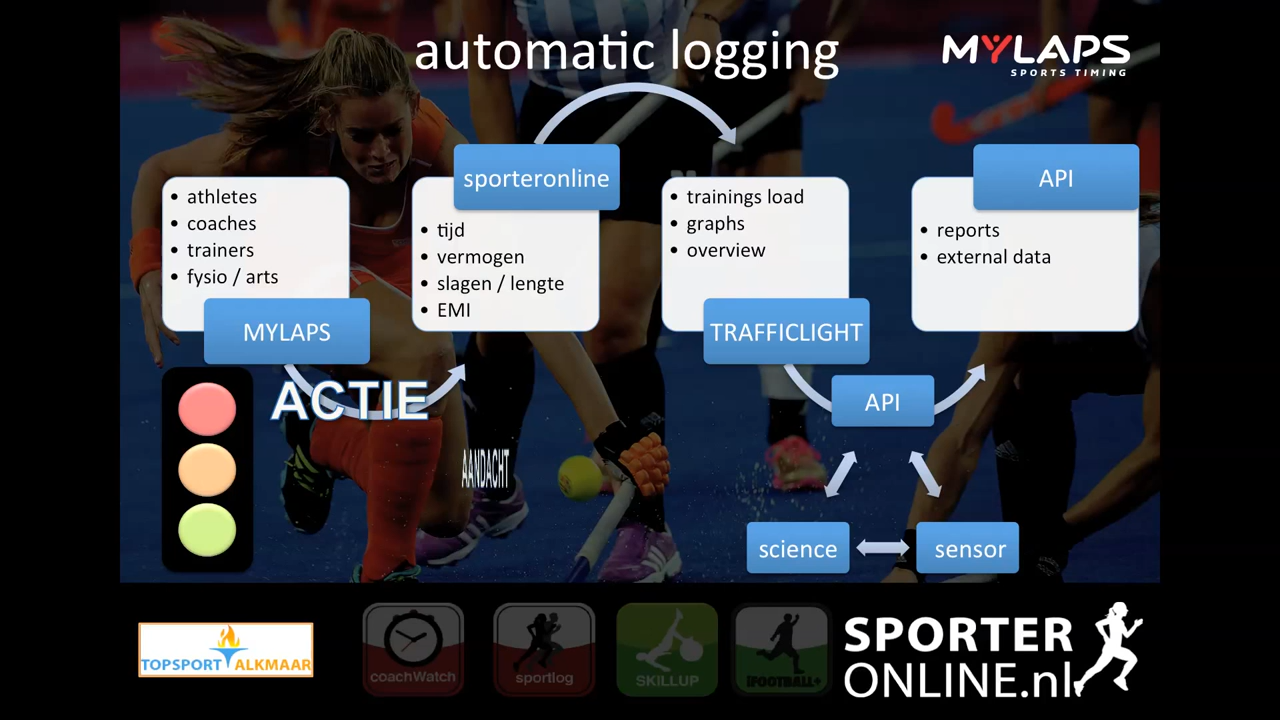 automatic logging
MYLAPS
SPORTS TIMING
• athletes
• coaches
• trainers
• fysio / arts
MYLAPS
sporteronline
• tijd
• vermogen
• slagen / lengte
• EMI
• trainings load
• graphs
• overview
TRAFFICLIGHT
API
• reports
• external data
ACTIE
AANDACHT
API
science
sensor
TOPSPORT ALKMAAR
coachWatch
sportlog
SKILLUP
iFOOTBALL+
SPORTER
ONLINE.nl